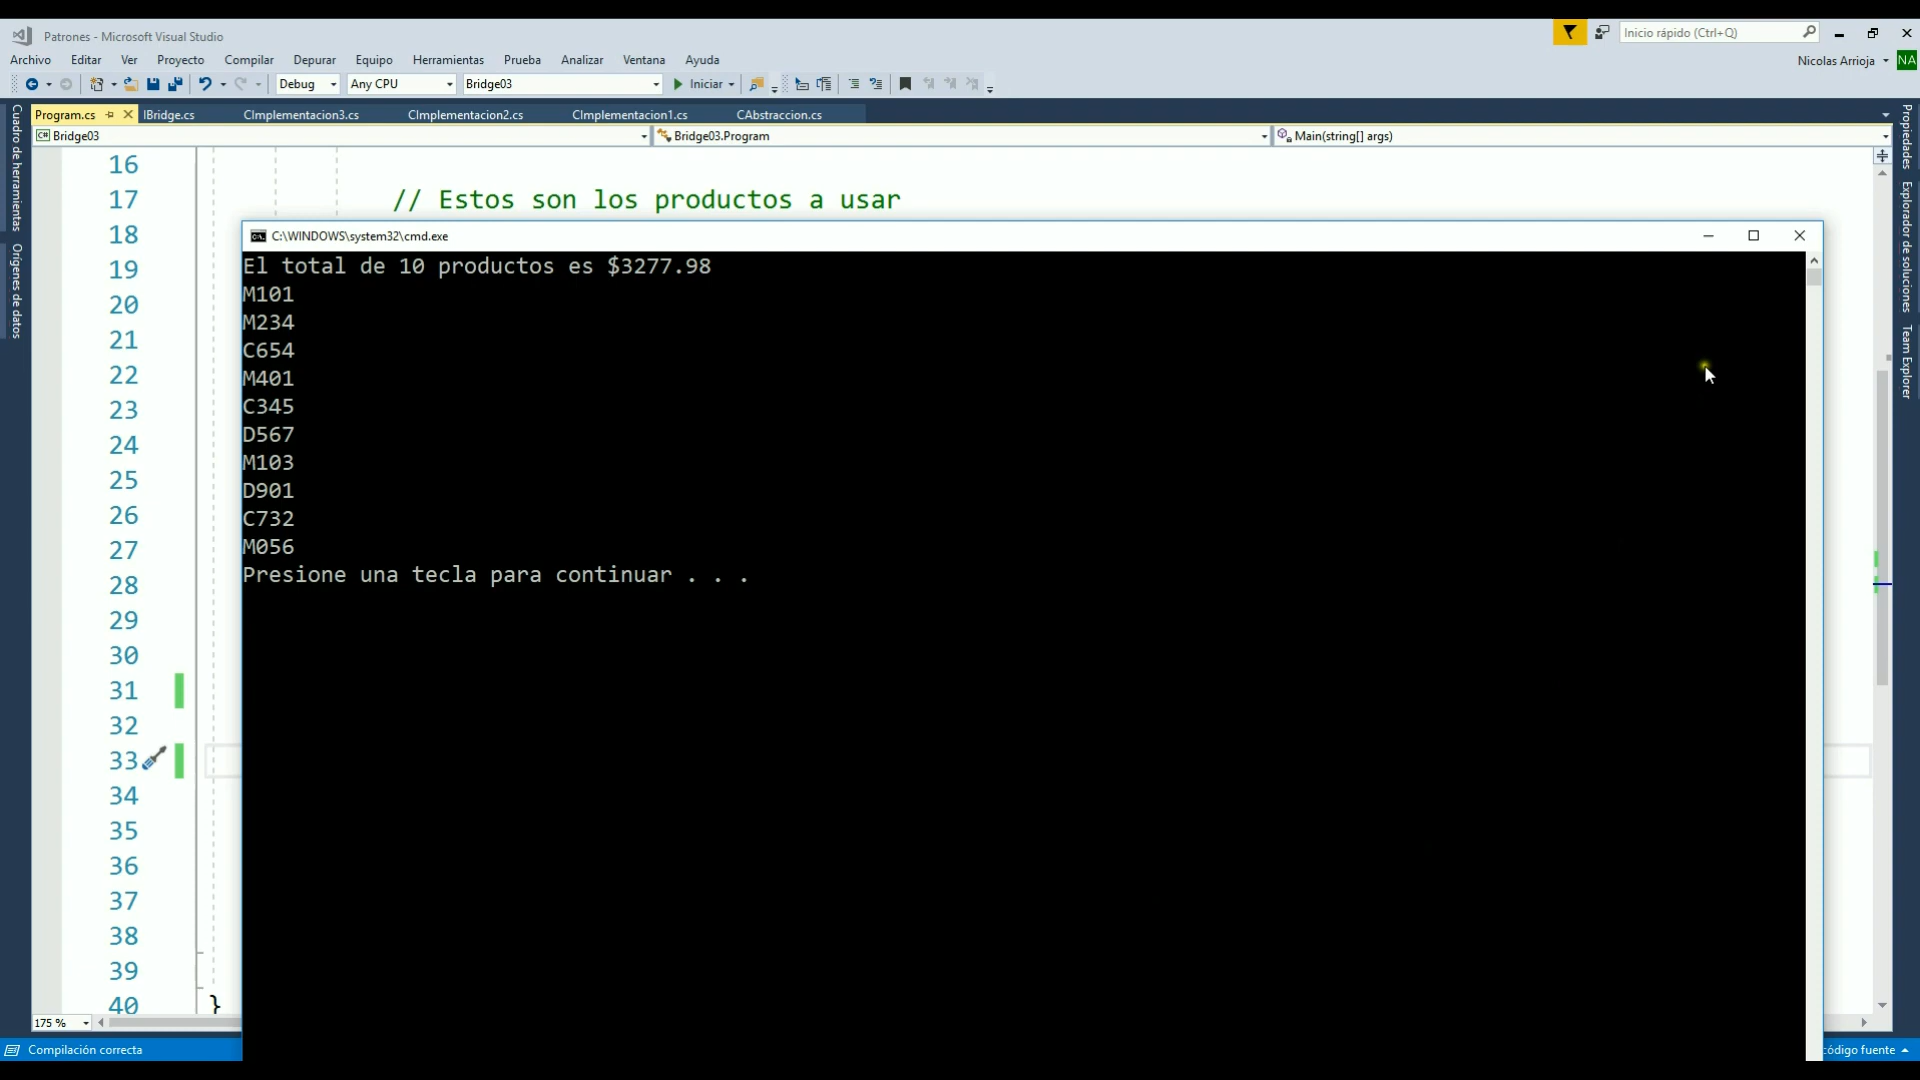 Patrones - Microsoft Visual Studio
Inicio rápido (Ctrl+Q)
Archivo Editar Ver Proyecto Compilar Depurar Equipo Herramientas Prueba Analizar Ventana Ayuda
Nicolas Arrioja NA
Debug Any CPU Bridge03 Iniciar
Program.cs IBridge.cs CImplementacion3.cs CImplementacion2.cs CImplementacion1.cs CAbstraccion.cs
C# Bridge03 Bridge03.Program Main(string[] args)
Cuadro de herramientas
Orígenes de datos
Propiedades
Explorador de soluciones
Team Explorer
16
17 // Estos son los productos a usar
18
19
20
21
22
23
24
25
26
27
28
29
30
31
32
33
34
35
36
37
38
39
40 }
C:\WINDOWS\system32\cmd.exe
El total de 10 productos es $3277.98
M101
M234
C654
M401
C345
D567
M103
D901
C732
M056
Presione una tecla para continuar . . .
175 %
Compilación correcta
código fuente